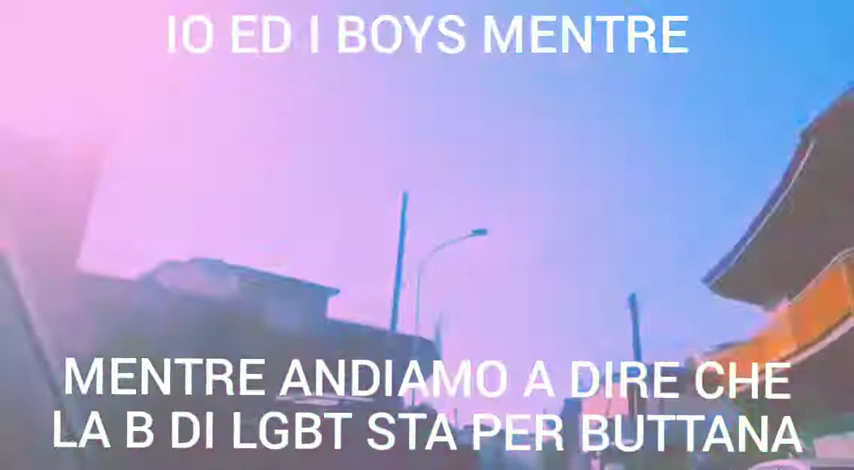 IO ED I BOYS MENTRE
MENTRE ANDIAMO A DIRE CHE
LA B DI LGBT STA PER BUTTANA